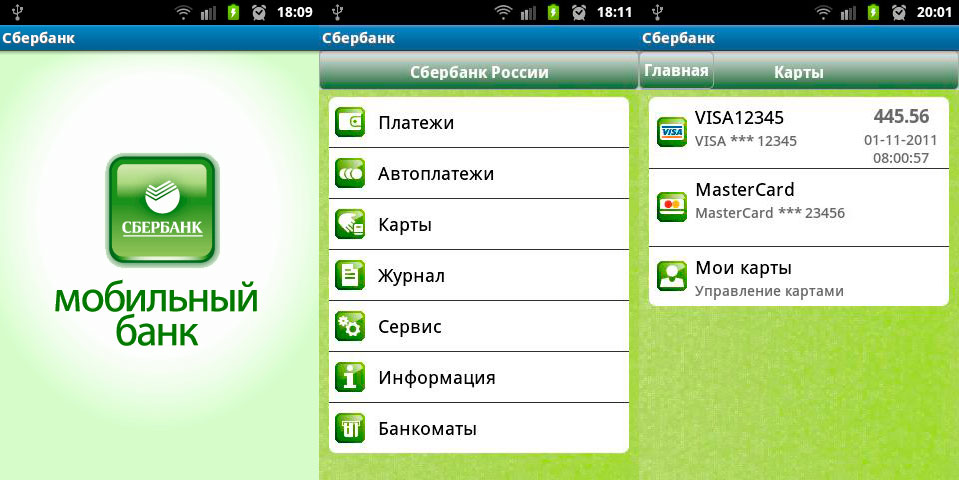 18:09
Сбербанк
СБЕРБАНК
мобильный
банк
18:11
Сбербанк
Сбербанк России
Платежи
Автоплатежи
Карты
Журнал
Сервис
Информация
Банкоматы
20:01
Сбербанк
Главная Карты
VISA
VISA12345 445.56
VISA *** 12345 01-11-2011
08:00:57
MasterCard
MasterCard *** 23456
Мои карты
Управление картами